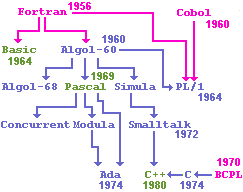 Fortran 1956
Cobol
1960
1960
Basic Algol-60
1964
1969
Algol-68 Pascal Simula PL/1
1964
Concurrent Modula Smalltalk
1972
1970
Ada C++ C BCPL
1974 1980 1974